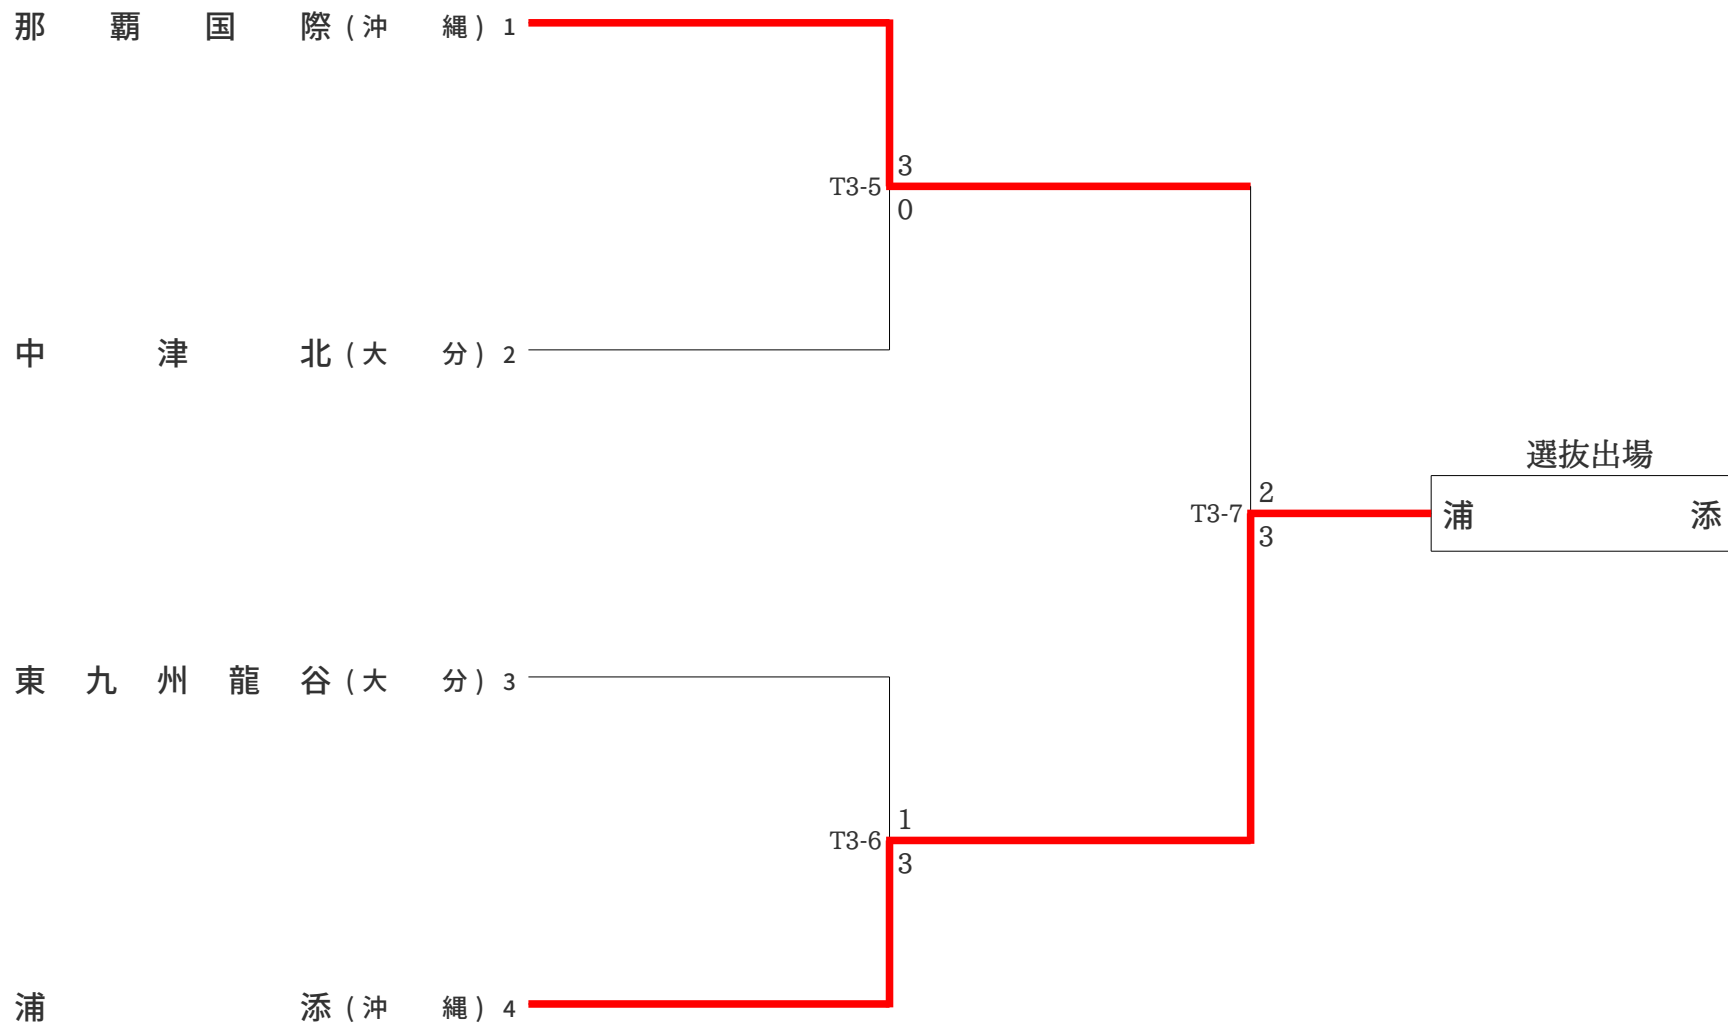 那覇国際(沖縄) 1
3
T3-5
0
中津北(大分) 2
選抜出場
2
T3-7
浦添
3
東九州龍谷(大分) 3
1
T3-6
3
浦添(沖縄) 4